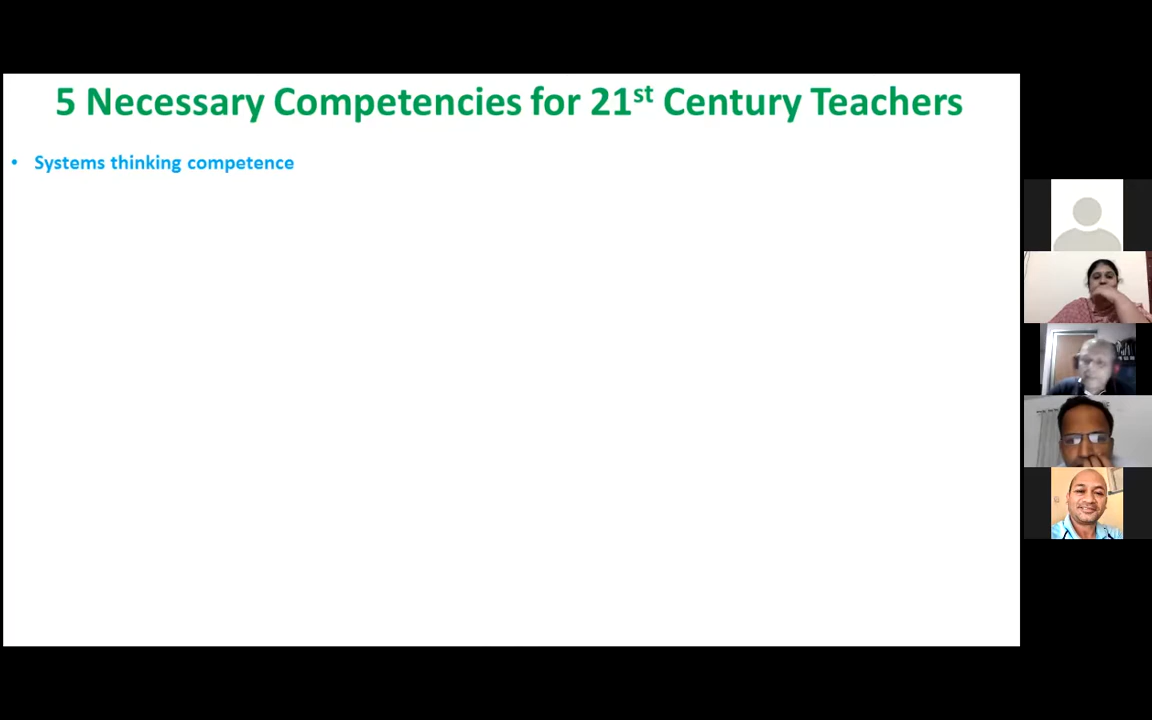 5 Necessary Competencies for 21st Century Teachers
• Systems thinking competence